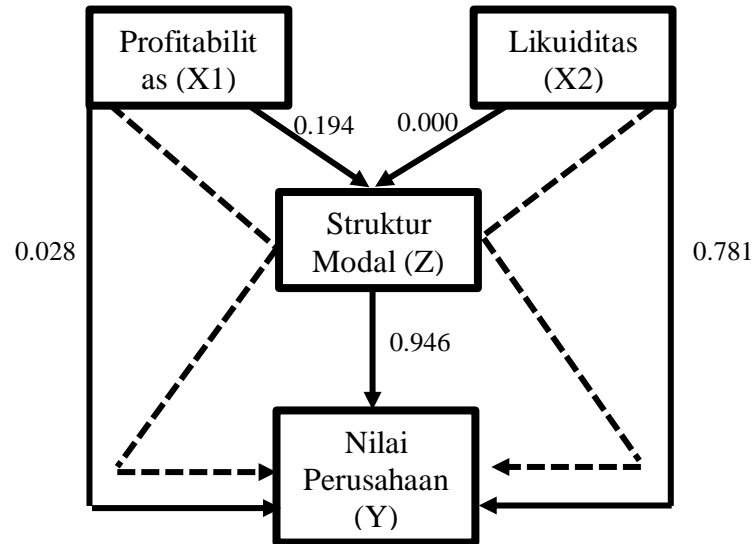 Profitabilit
as (X1)
Likuiditas
(X2)
0.194
0.000
Struktur
Modal (Z)
0.028
0.781
0.946
Nilai
Perusahaan
(Y)